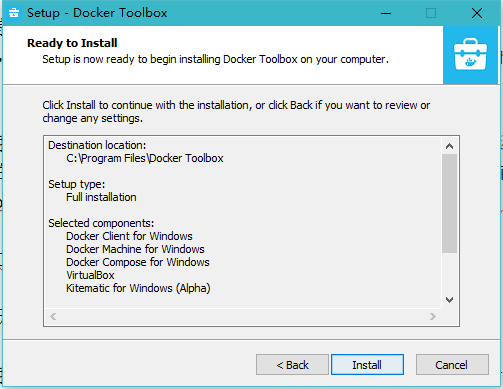 Setup - Docker Toolbox
Ready to Install
Setup is now ready to begin installing Docker Toolbox on your computer.
Click Install to continue with the installation, or click Back if you want to review or
change any settings.
Destination location:
C:\Program Files\Docker Toolbox
Setup type:
Full installation
Selected components:
Docker Client for Windows
Docker Machine for Windows
Docker Compose for Windows
VirtualBox
Kitematic for Windows (Alpha)
< Back
Install
Cancel